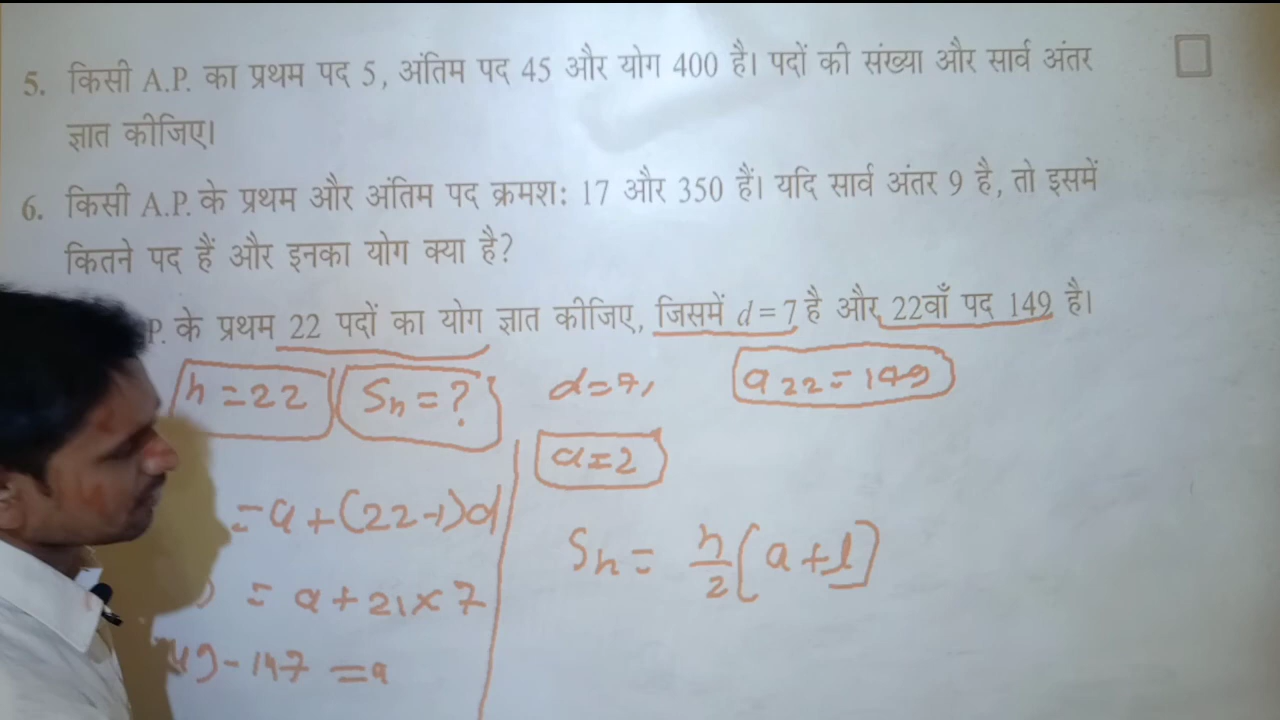 5. किसी A.P. का प्रथम पद 5, अंतिम पद 45 और योग 400 है। पदों की संख्या और सार्व अंतर
ज्ञात कीजिए।
6. किसी A.P. के प्रथम और अंतिम पद क्रमश: 17 और 350 हैं। यदि सार्व अंतर 9 है, तो इसमें
कितने पद हैं और इनका योग क्या है?
P. के प्रथम 22 पदों का योग ज्ञात कीजिए, जिसमें d = 7 है और 22वाँ पद 149 है।
n = 22 Sn = ? d = 7, a22 = 149
a = 2
= a + (22-1)d
Sn = n/2 [a + l]
= a + 21 × 7
49 - 147 = a